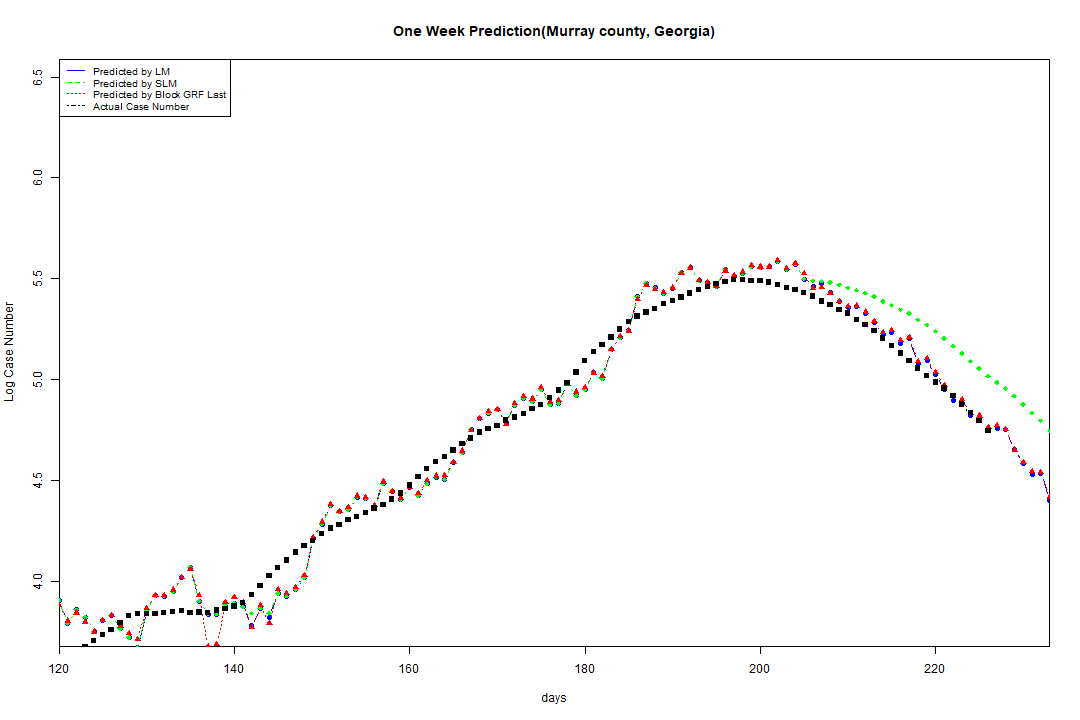 One Week Prediction(Murray county, Georgia)
Predicted by LM
Predicted by SLM
Predicted by Block GRF Last
Actual Case Number
Log Case Number
6.5
6.0
5.5
5.0
4.5
4.0
120 140 160 180 200 220
days